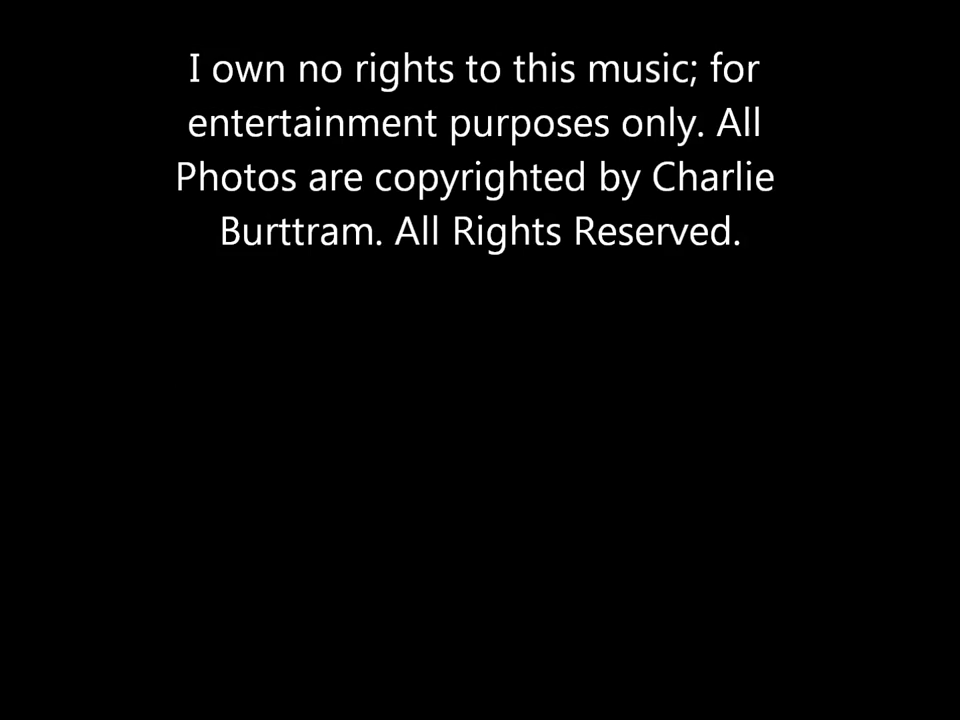 I own no rights to this music; for
entertainment purposes only. All
Photos are copyrighted by Charlie
Burttram. All Rights Reserved.